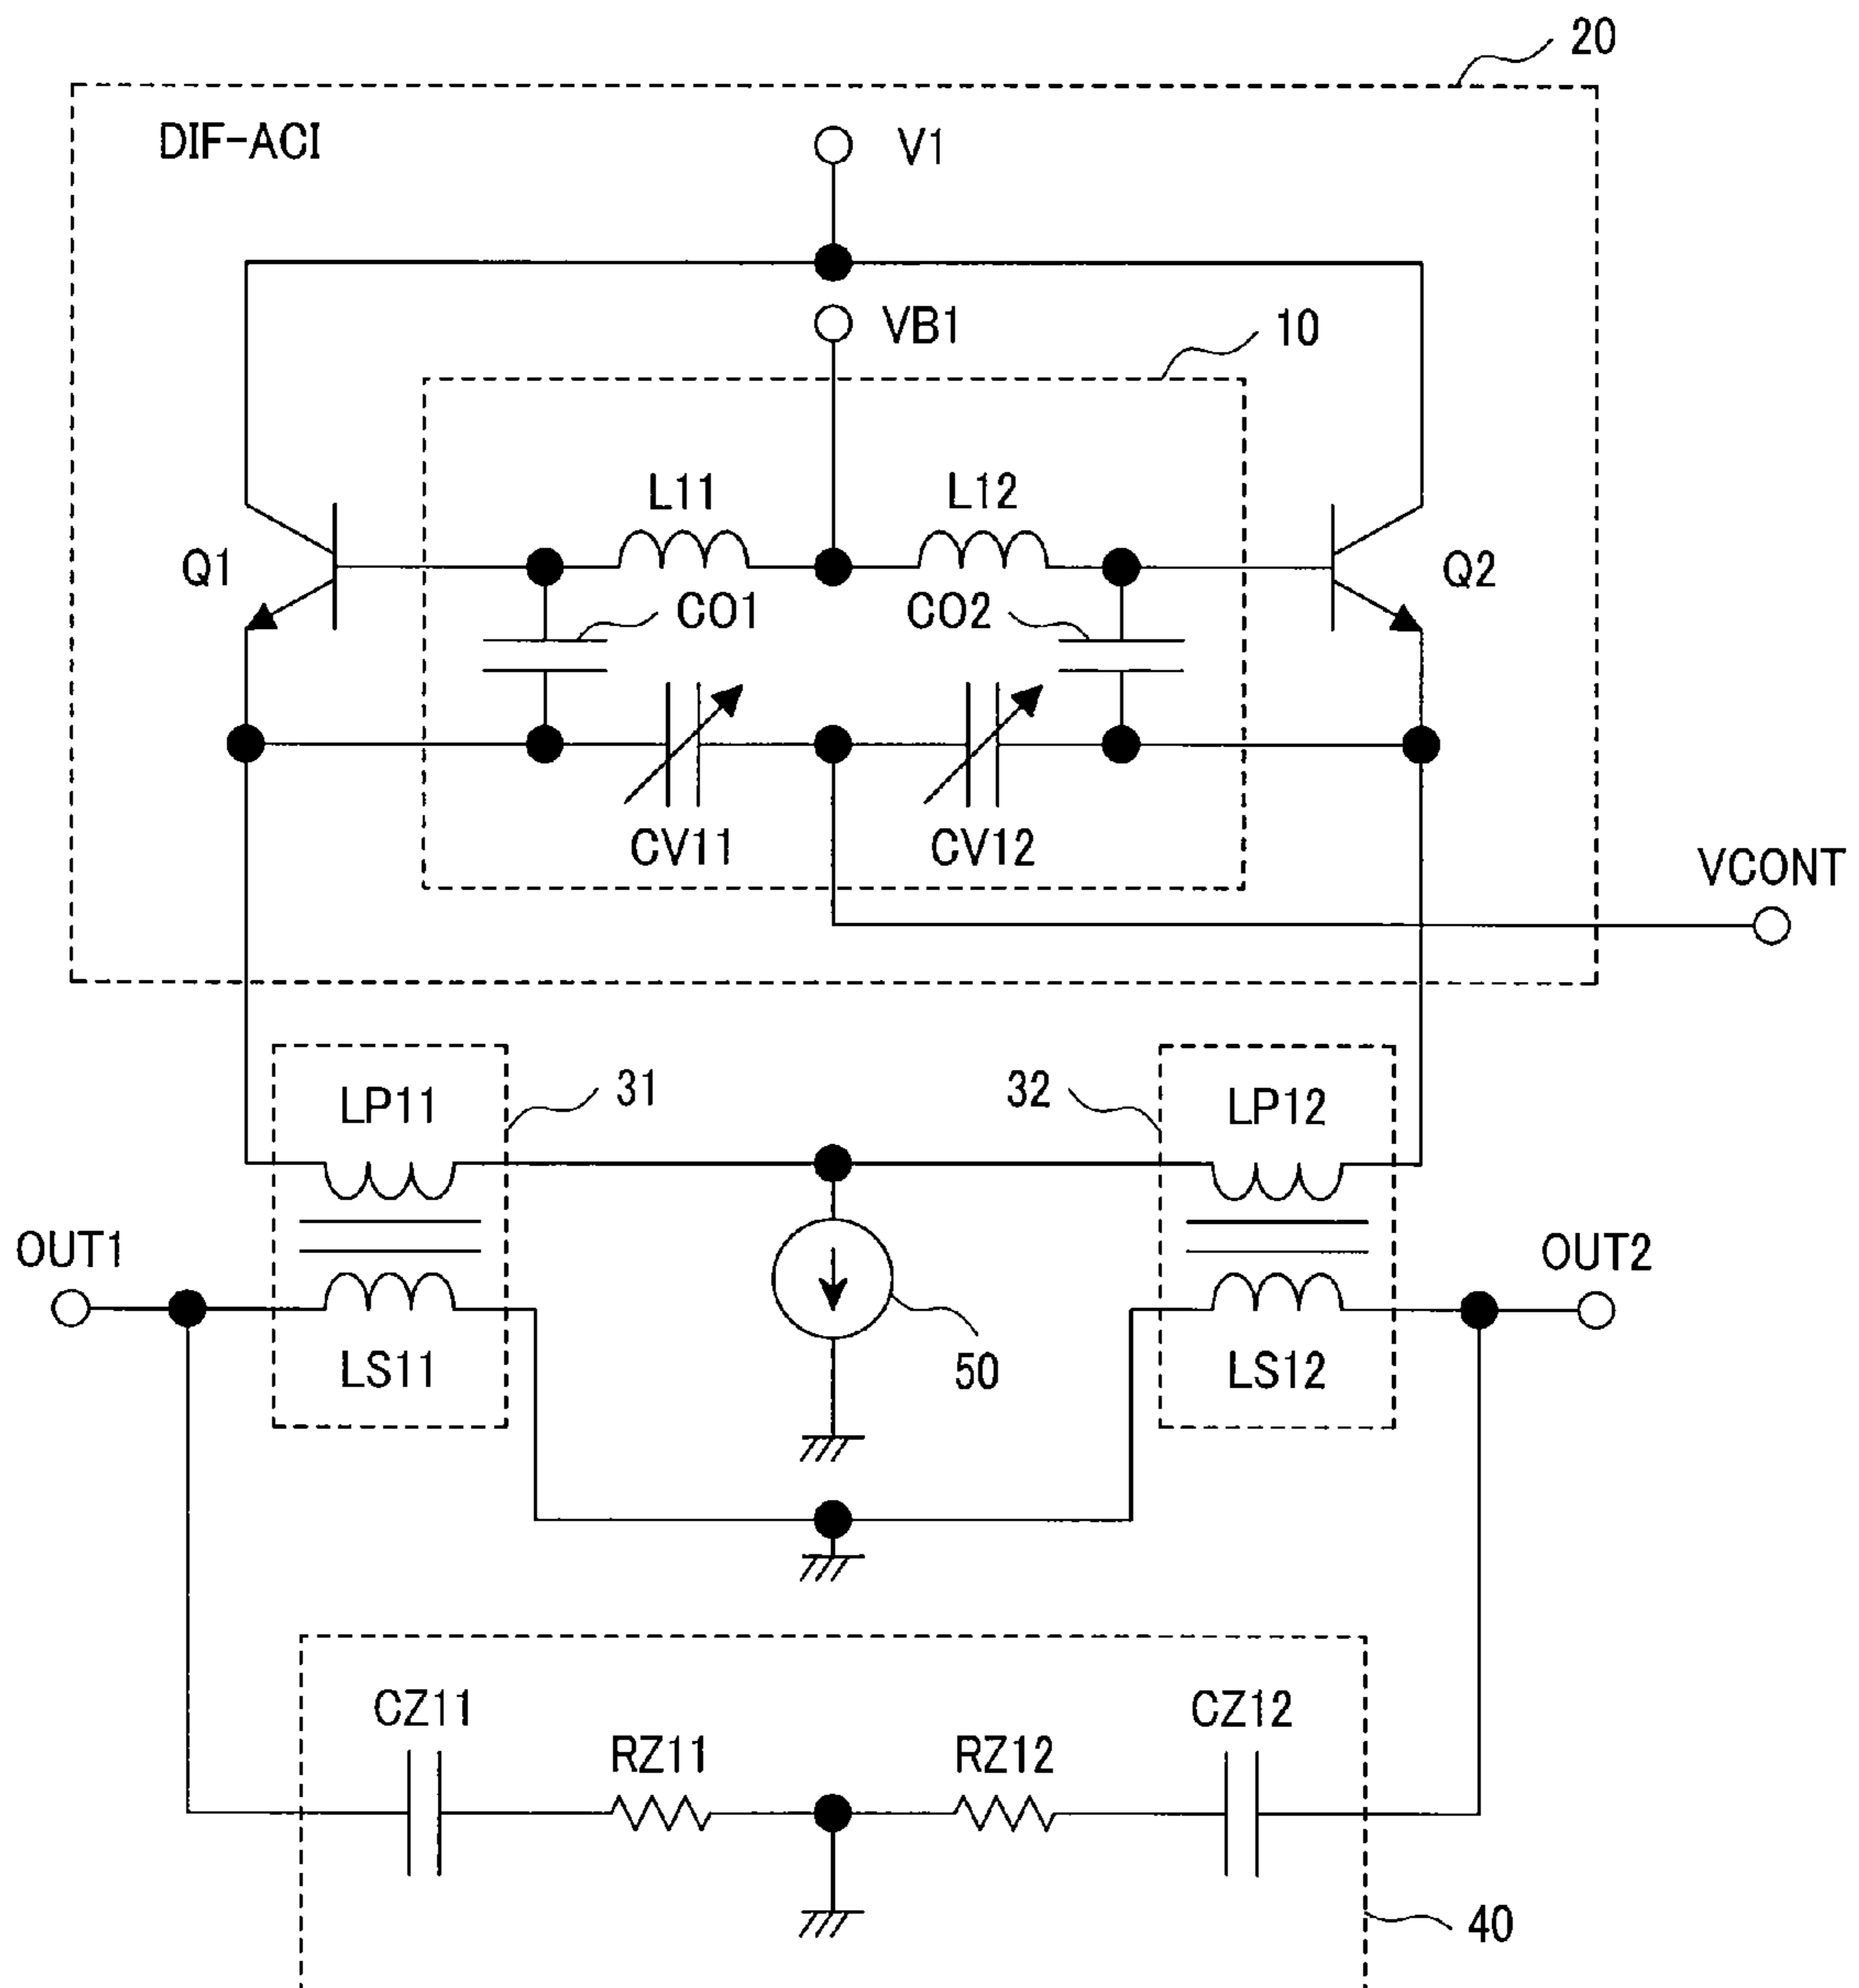 20
DIF-ACI
V1
VB1
10
L11
L12
Q1
Q2
CO1
CO2
CV11
CV12
VCONT
LP11
31
32
LP12
OUT1
OUT2
LS11
50
LS12
CZ11
CZ12
RZ11
RZ12
40